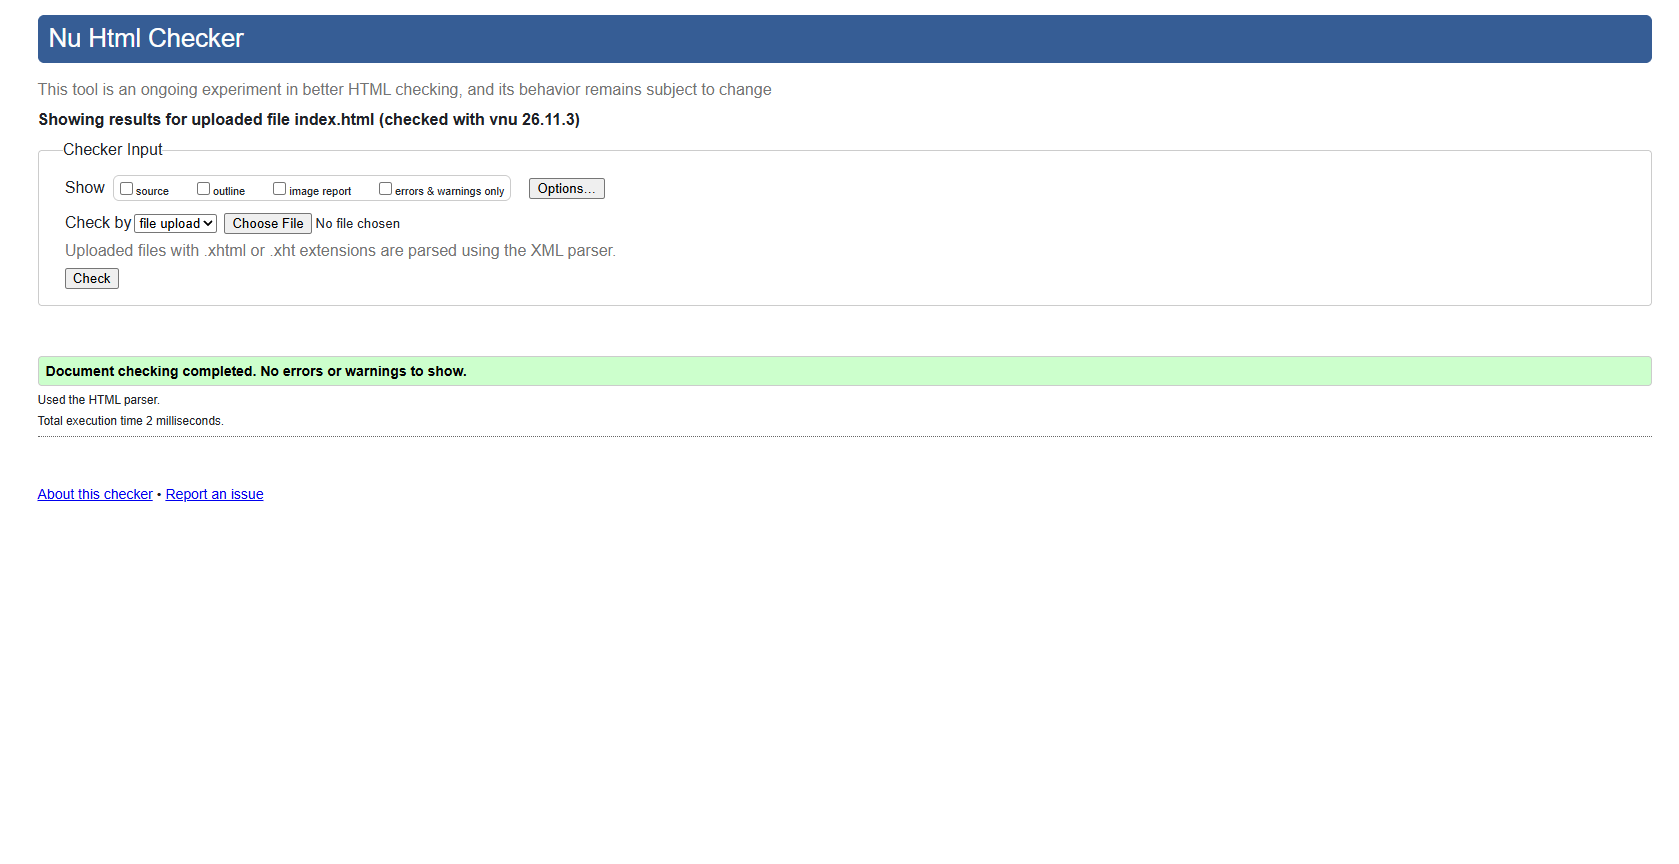 Nu Html Checker
This tool is an ongoing experiment in better HTML checking, and its behavior remains subject to change
Showing results for uploaded file index.html (checked with vnu 26.11.3)
Checker Input
Show source outline image report errors & warnings only Options...
Check by file upload Choose File No file chosen
Uploaded files with .xhtml or .xht extensions are parsed using the XML parser.
Check
Document checking completed. No errors or warnings to show.
Used the HTML parser.
Total execution time 2 milliseconds.
About this checker • Report an issue